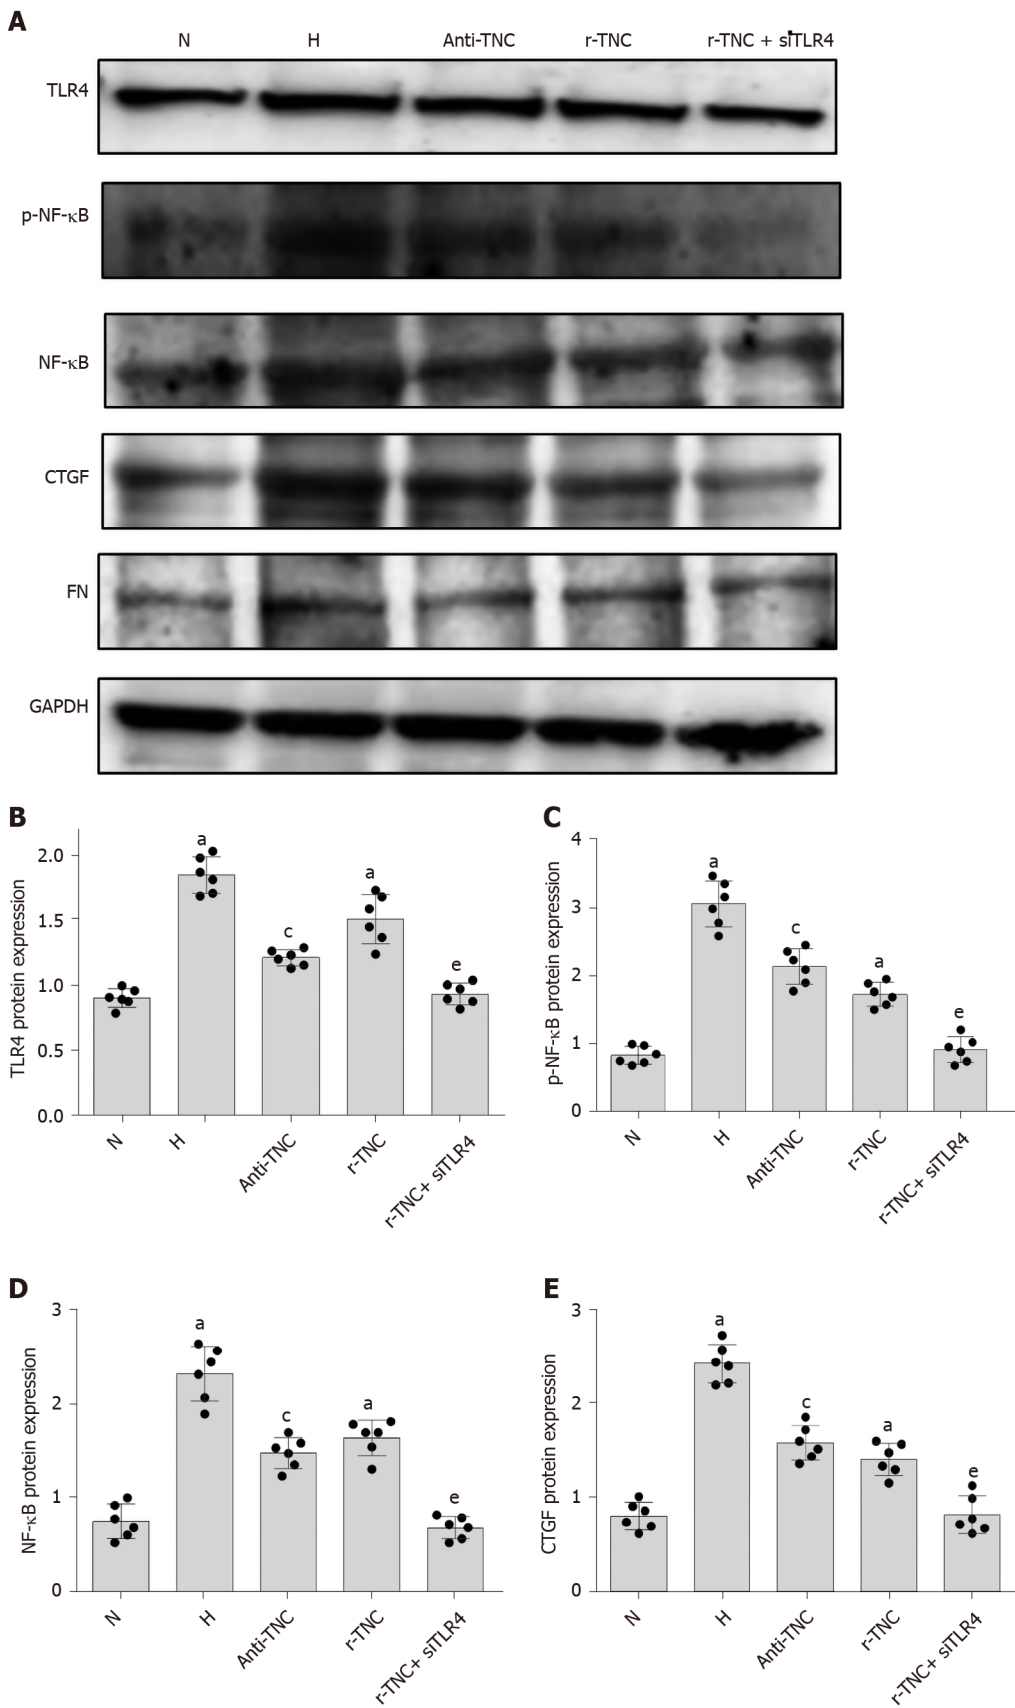 A
N H Anti-TNC r-TNC r-TNC + siTLR4
TLR4
p-NF-κB
NF-κB
CTGF
FN
GAPDH
B
TLR4 protein expression
2.0
1.5
1.0
0.5
0.0
a
c
a
e
N
H
Anti-TNC
r-TNC
r-TNC+ siTLR4
C
p-NF-κB protein expression
4
3
2
1
0
a
c
a
e
N
H
Anti-TNC
r-TNC
r-TNC+ siTLR4
D
NF-κB protein expression
3
2
1
0
a
c
a
e
N
H
Anti-TNC
r-TNC
r-TNC+ siTLR4
E
CTGF protein expression
3
2
1
0
a
c
a
e
N
H
Anti-TNC
r-TNC
r-TNC+ siTLR4